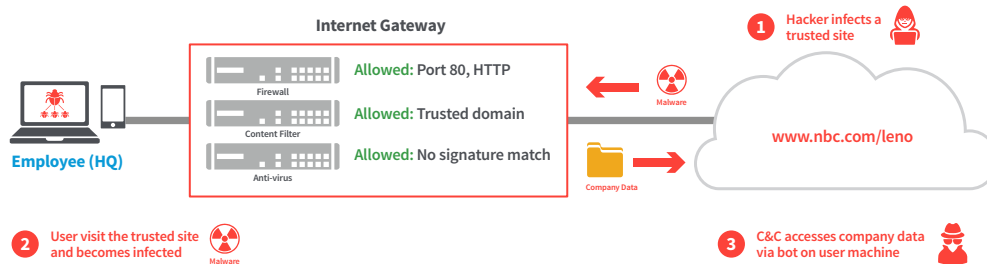 Internet Gateway
1
Hacker infects a
trusted site
Allowed: Port 80, HTTP
Firewall
Malware
Allowed: Trusted domain
Content Filter
www.nbc.com/leno
Employee (HQ)
Allowed: No signature match
Anti-virus
Company Data
2
User visit the trusted site
and becomes infected
Malware
3
C&C accesses company data
via bot on user machine